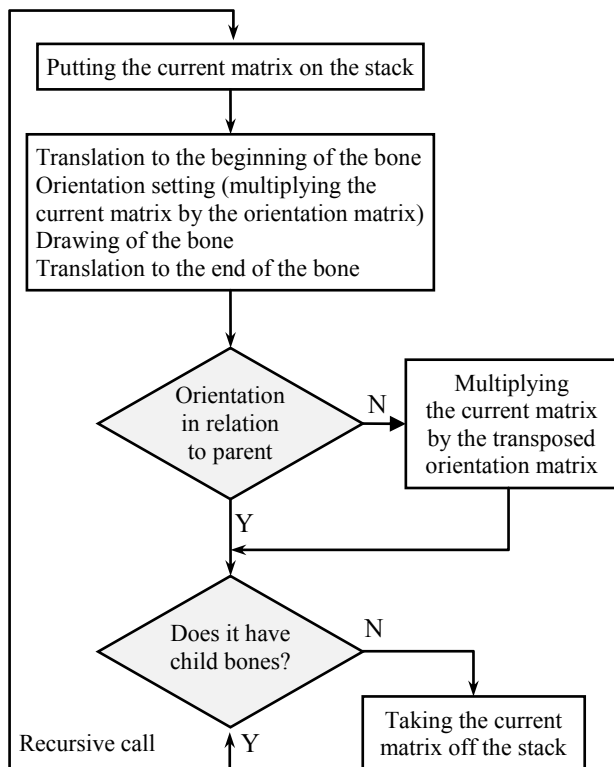 Putting the current matrix on the stack
Translation to the beginning of the bone
Orientation setting (multiplying the
current matrix by the orientation matrix)
Drawing of the bone
Translation to the end of the bone
Orientation
in relation
to parent
N
Multiplying
the current matrix
by the transposed
orientation matrix
Y
Does it have
child bones?
N
Taking the current
matrix off the stack
Recursive call
Y